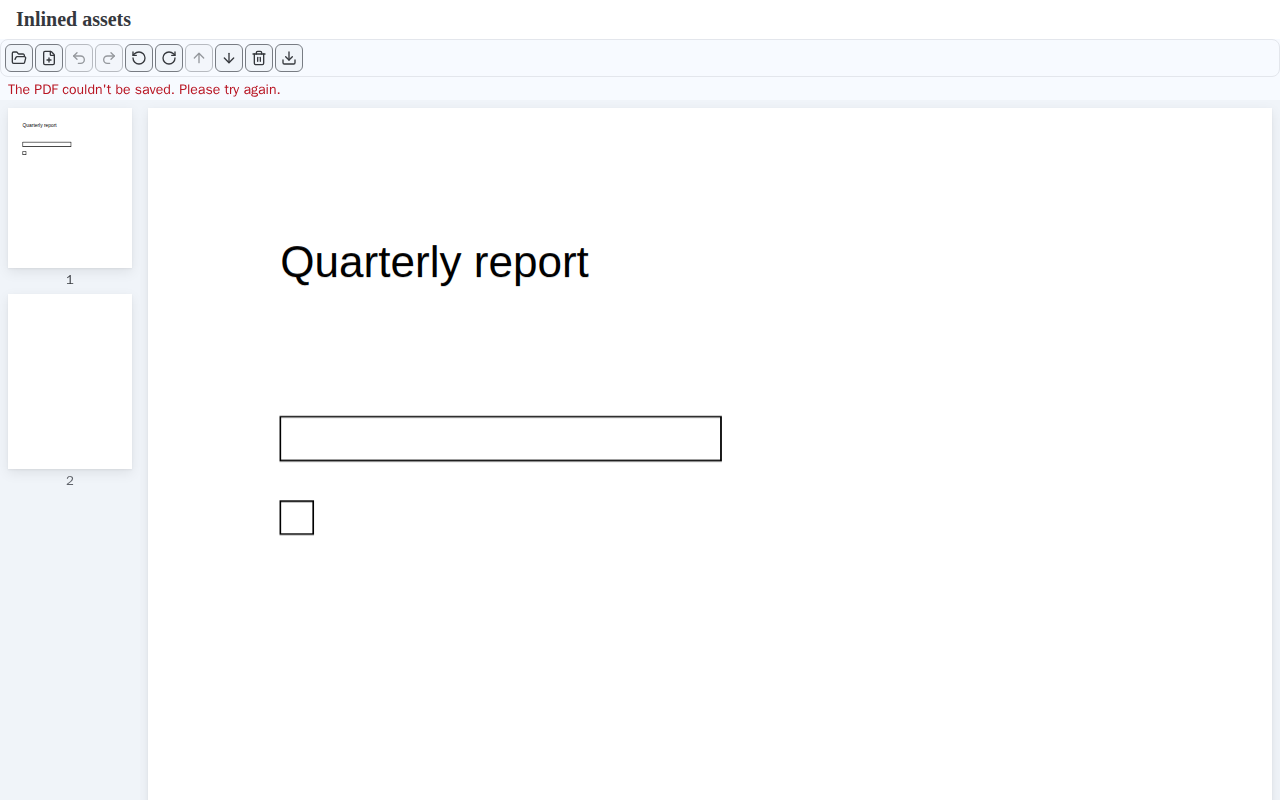 Inlined assets
The PDF couldn't be saved. Please try again.
Quarterly report
1
2
Quarterly report